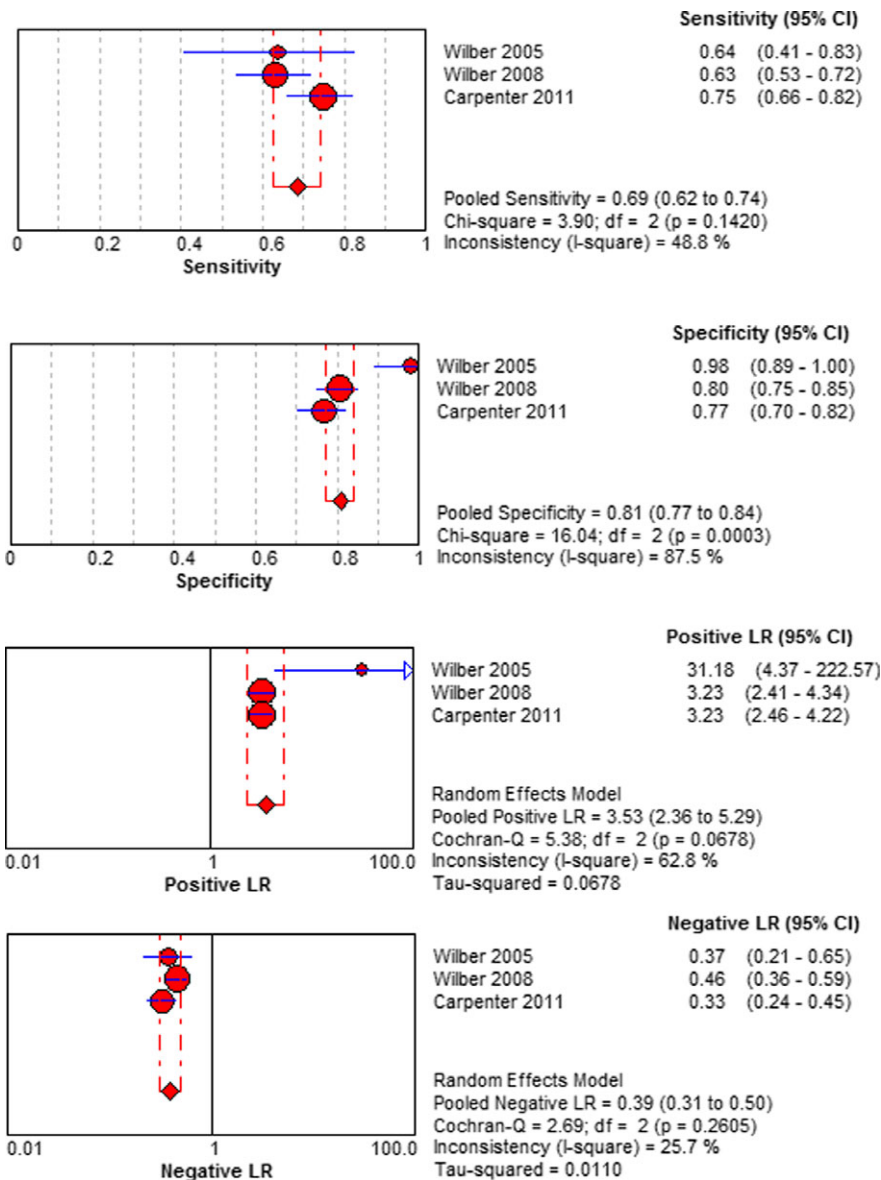 Sensitivity (95% CI)
Wilber 2005 0.64 (0.41 - 0.83)
Wilber 2008 0.63 (0.53 - 0.72)
Carpenter 2011 0.75 (0.66 - 0.82)
Pooled Sensitivity = 0.69 (0.62 to 0.74)
Chi-square = 3.90; df = 2 (p = 0.1420)
Inconsistency (I-square) = 48.8 %
0 0.2 0.4 0.6 0.8 1
Sensitivity
Specificity (95% CI)
Wilber 2005 0.98 (0.89 - 1.00)
Wilber 2008 0.80 (0.75 - 0.85)
Carpenter 2011 0.77 (0.70 - 0.82)
Pooled Specificity = 0.81 (0.77 to 0.84)
Chi-square = 16.04; df = 2 (p = 0.0003)
Inconsistency (I-square) = 87.5 %
0 0.2 0.4 0.6 0.8 1
Specificity
Positive LR (95% CI)
Wilber 2005 31.18 (4.37 - 222.57)
Wilber 2008 3.23 (2.41 - 4.34)
Carpenter 2011 3.23 (2.46 - 4.22)
Random Effects Model
Pooled Positive LR = 3.53 (2.36 to 5.29)
Cochran-Q = 5.38; df = 2 (p = 0.0678)
Inconsistency (I-square) = 62.8 %
Tau-squared = 0.0678
0.01 1 100.0
Positive LR
Negative LR (95% CI)
Wilber 2005 0.37 (0.21 - 0.65)
Wilber 2008 0.46 (0.36 - 0.59)
Carpenter 2011 0.33 (0.24 - 0.45)
Random Effects Model
Pooled Negative LR = 0.39 (0.31 to 0.50)
Cochran-Q = 2.69; df = 2 (p = 0.2605)
Inconsistency (I-square) = 25.7 %
Tau-squared = 0.0110
0.01 1 100.0
Negative LR